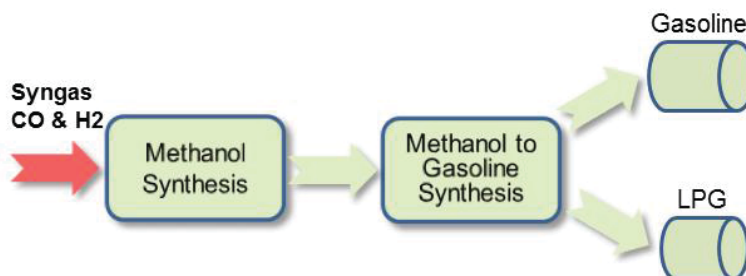 Syngas
CO & H2
Methanol
Synthesis
Methanol to
Gasoline
Synthesis
Gasoline
LPG